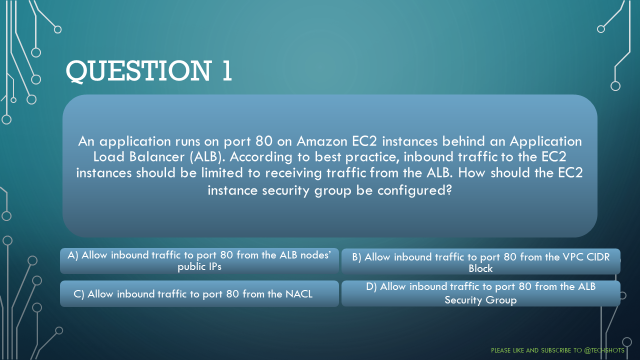 QUESTION 1
An application runs on port 80 on Amazon EC2 instances behind an Application
Load Balancer (ALB). According to best practice, inbound traffic to the EC2
instances should be limited to receiving traffic from the ALB. How should the EC2
instance security group be configured?
A) Allow inbound traffic to port 80 from the ALB nodes'
public IPs
B) Allow inbound traffic to port 80 from the VPC CIDR
Block
C) Allow inbound traffic to port 80 from the NACL
D) Allow inbound traffic to port 80 from the ALB
Security Group
PLEASE LIKE AND SUBSCRIBE TO @TECHSHOTS